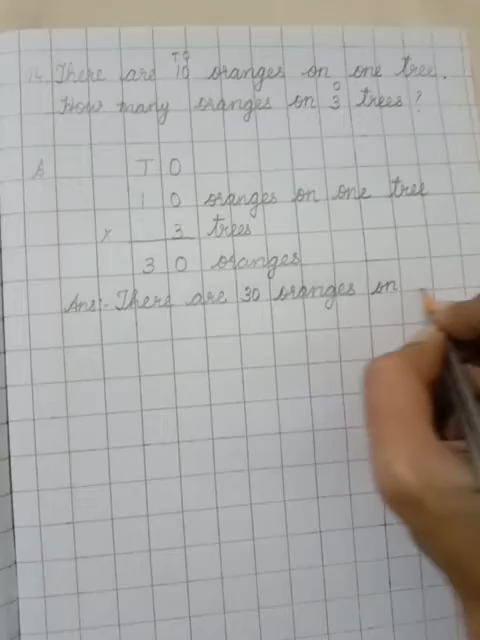 T O
There are 10 oranges on one tree.
O
How many oranges on 3 trees?
T O
1 0 oranges on one tree
x 3 trees
3 0 oranges
Ans:- There are 30 oranges on